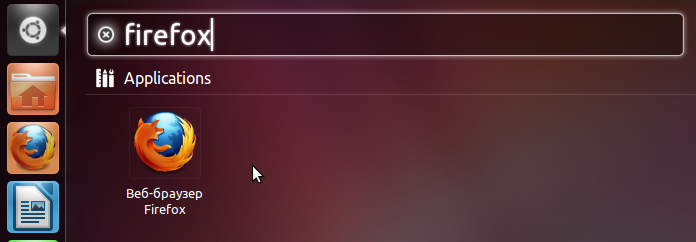 firefox
Applications
Веб-браузер
Firefox